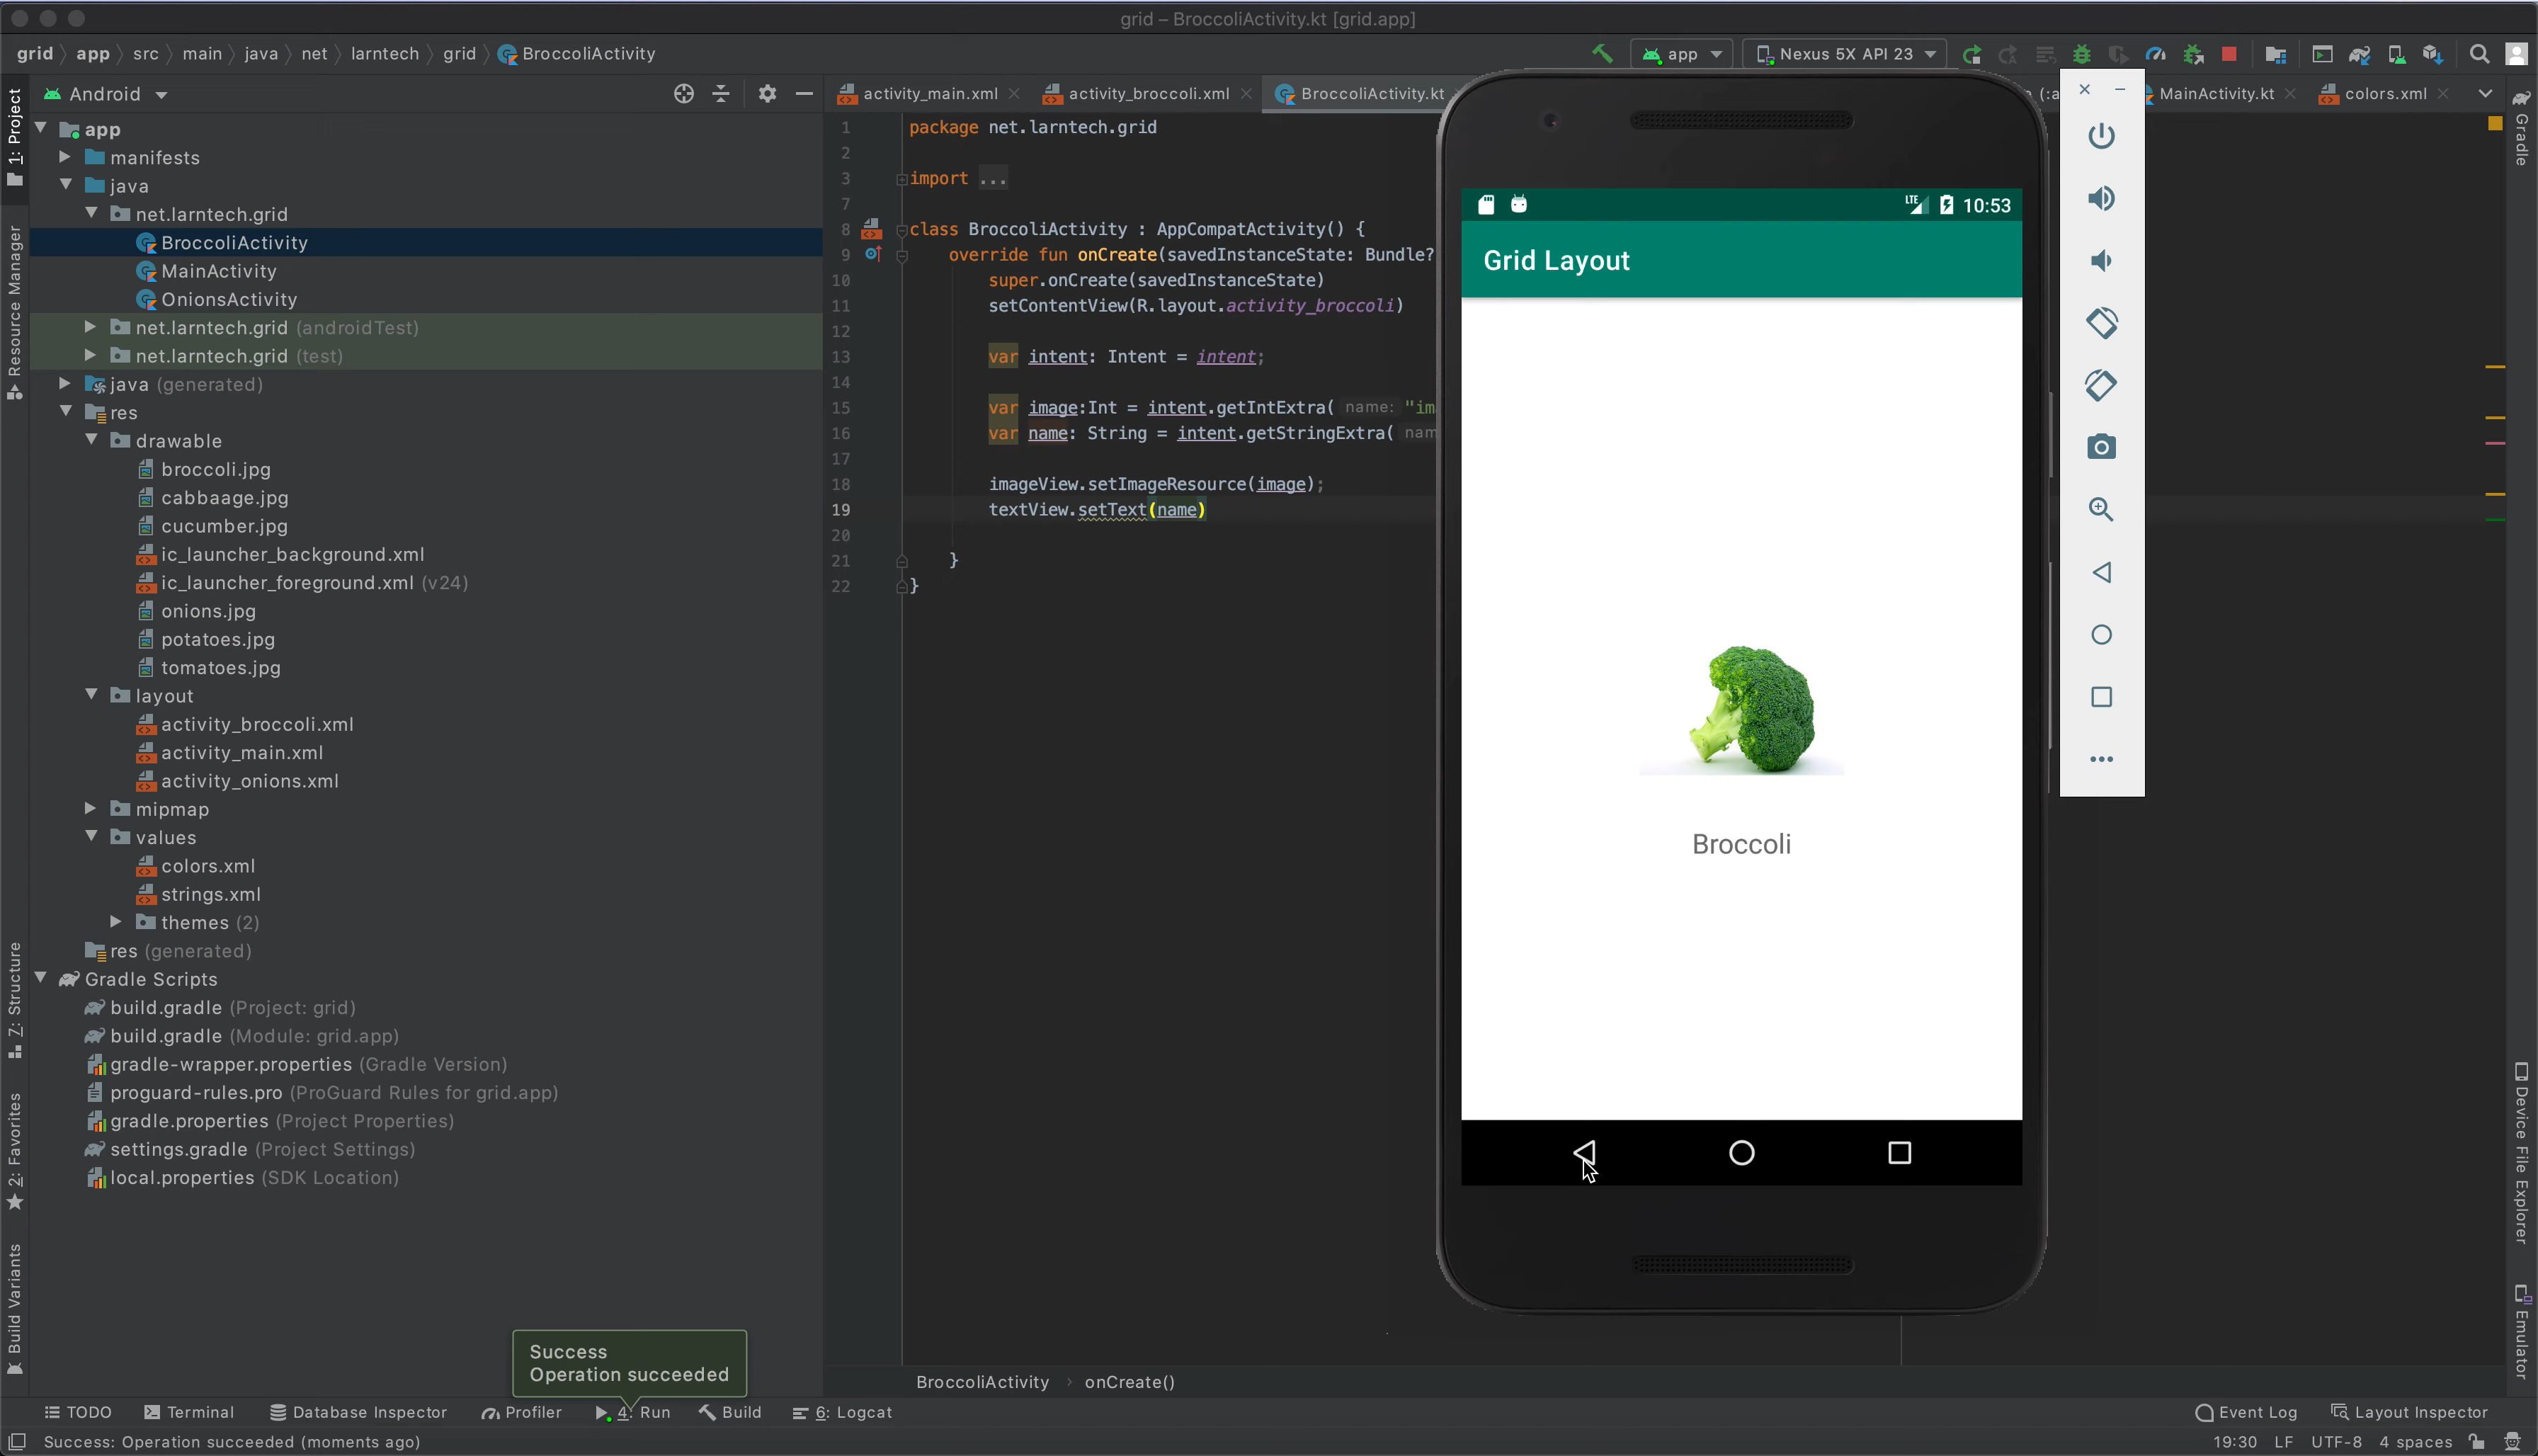 grid – BroccoliActivity.kt [grid.app]
grid app src main java net larntech grid BroccoliActivity
app Nexus 5X API 23
Android
activity_main.xml activity_broccoli.xml BroccoliActivity.kt (:a MainActivity.kt colors.xml
1: Project
Resource Manager
Z: Structure
2: Favorites
Build Variants
app
manifests
java
net.larntech.grid
BroccoliActivity
MainActivity
OnionsActivity
net.larntech.grid (androidTest)
net.larntech.grid (test)
java (generated)
res
drawable
broccoli.jpg
cabbaage.jpg
cucumber.jpg
ic_launcher_background.xml
ic_launcher_foreground.xml (v24)
onions.jpg
potatoes.jpg
tomatoes.jpg
layout
activity_broccoli.xml
activity_main.xml
activity_onions.xml
mipmap
values
colors.xml
strings.xml
themes (2)
res (generated)
Gradle Scripts
build.gradle (Project: grid)
build.gradle (Module: grid.app)
gradle-wrapper.properties (Gradle Version)
proguard-rules.pro (ProGuard Rules for grid.app)
gradle.properties (Project Properties)
settings.gradle (Project Settings)
local.properties (SDK Location)
1 package net.larntech.grid
2
3 import ...
7
8 class BroccoliActivity : AppCompatActivity() {
9 override fun onCreate(savedInstanceState: Bundle?
10 super.onCreate(savedInstanceState)
11 setContentView(R.layout.activity_broccoli)
12
13 var intent: Intent = intent;
14
15 var image:Int = intent.getIntExtra( name: "im
16 var name: String = intent.getStringExtra( nam
17
18 imageView.setImageResource(image);
19 textView.setText(name)
20
21 }
22 }
LTE 10:53
Grid Layout
Broccoli
Gradle
Device File Explorer
Emulator
Success
Operation succeeded
BroccoliActivity › onCreate()
TODO Terminal Database Inspector Profiler 4: Run Build 6: Logcat Event Log Layout Inspector
Success: Operation succeeded (moments ago) 19:30 LF UTF-8 4 spaces